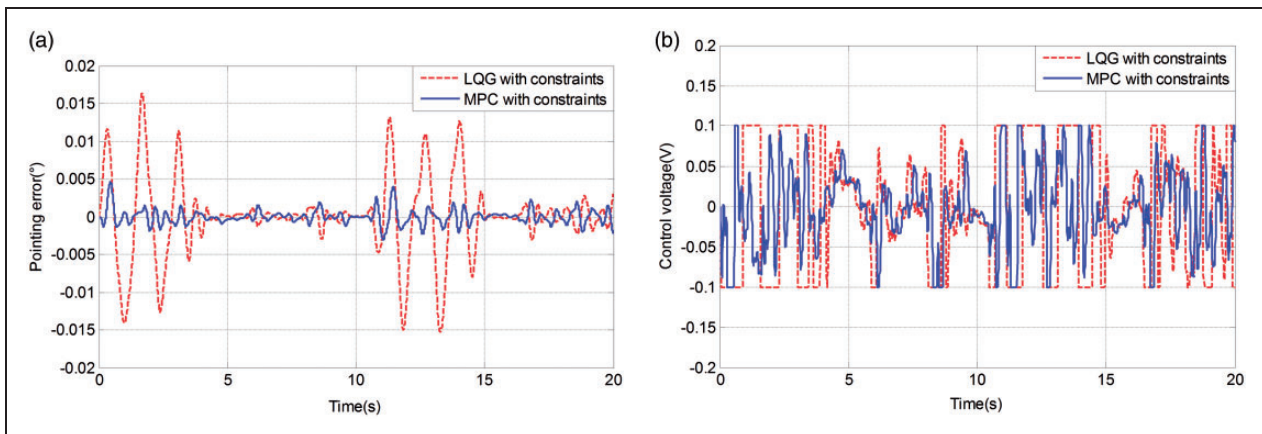 (a)
0.02
0.015
0.01
0.005
0
-0.005
-0.01
-0.015
-0.02
Pointing error(°)
LQG with constraints
MPC with constraints
0
5
10
15
20
Time(s)
(b)
0.2
0.15
0.1
0.05
0
-0.05
-0.1
-0.15
-0.2
Control voltage(V)
LQG with constraints
MPC with constraints
0
5
10
15
20
Time(s)